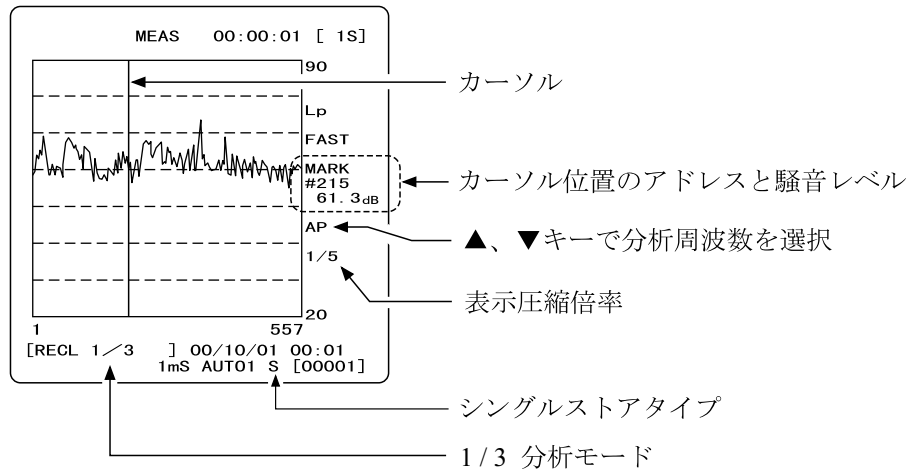 MEAS 00:00:01 [ 1S]
90
カーソル
Lp
FAST
MARK
#215
61.3dB
カーソル位置のアドレスと騒音レベル
AP
▲、▼キーで分析周波数を選択
1/5
表示圧縮倍率
20
1 557
[RECL 1／3 ] 00/10/01 00:01
1mS AUTO1 S [00001]
シングルストアタイプ
1/3 分析モード